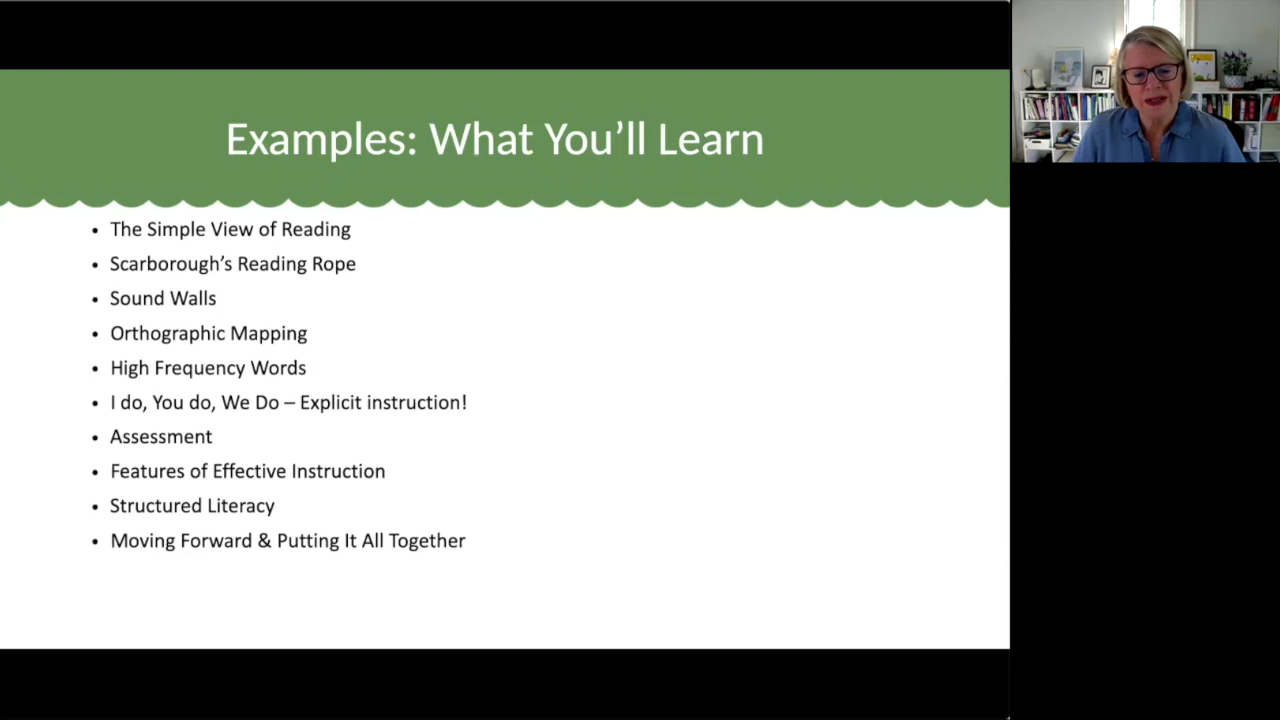 Examples: What You’ll Learn
• The Simple View of Reading
• Scarborough’s Reading Rope
• Sound Walls
• Orthographic Mapping
• High Frequency Words
• I do, You do, We Do – Explicit instruction!
• Assessment
• Features of Effective Instruction
• Structured Literacy
• Moving Forward & Putting It All Together